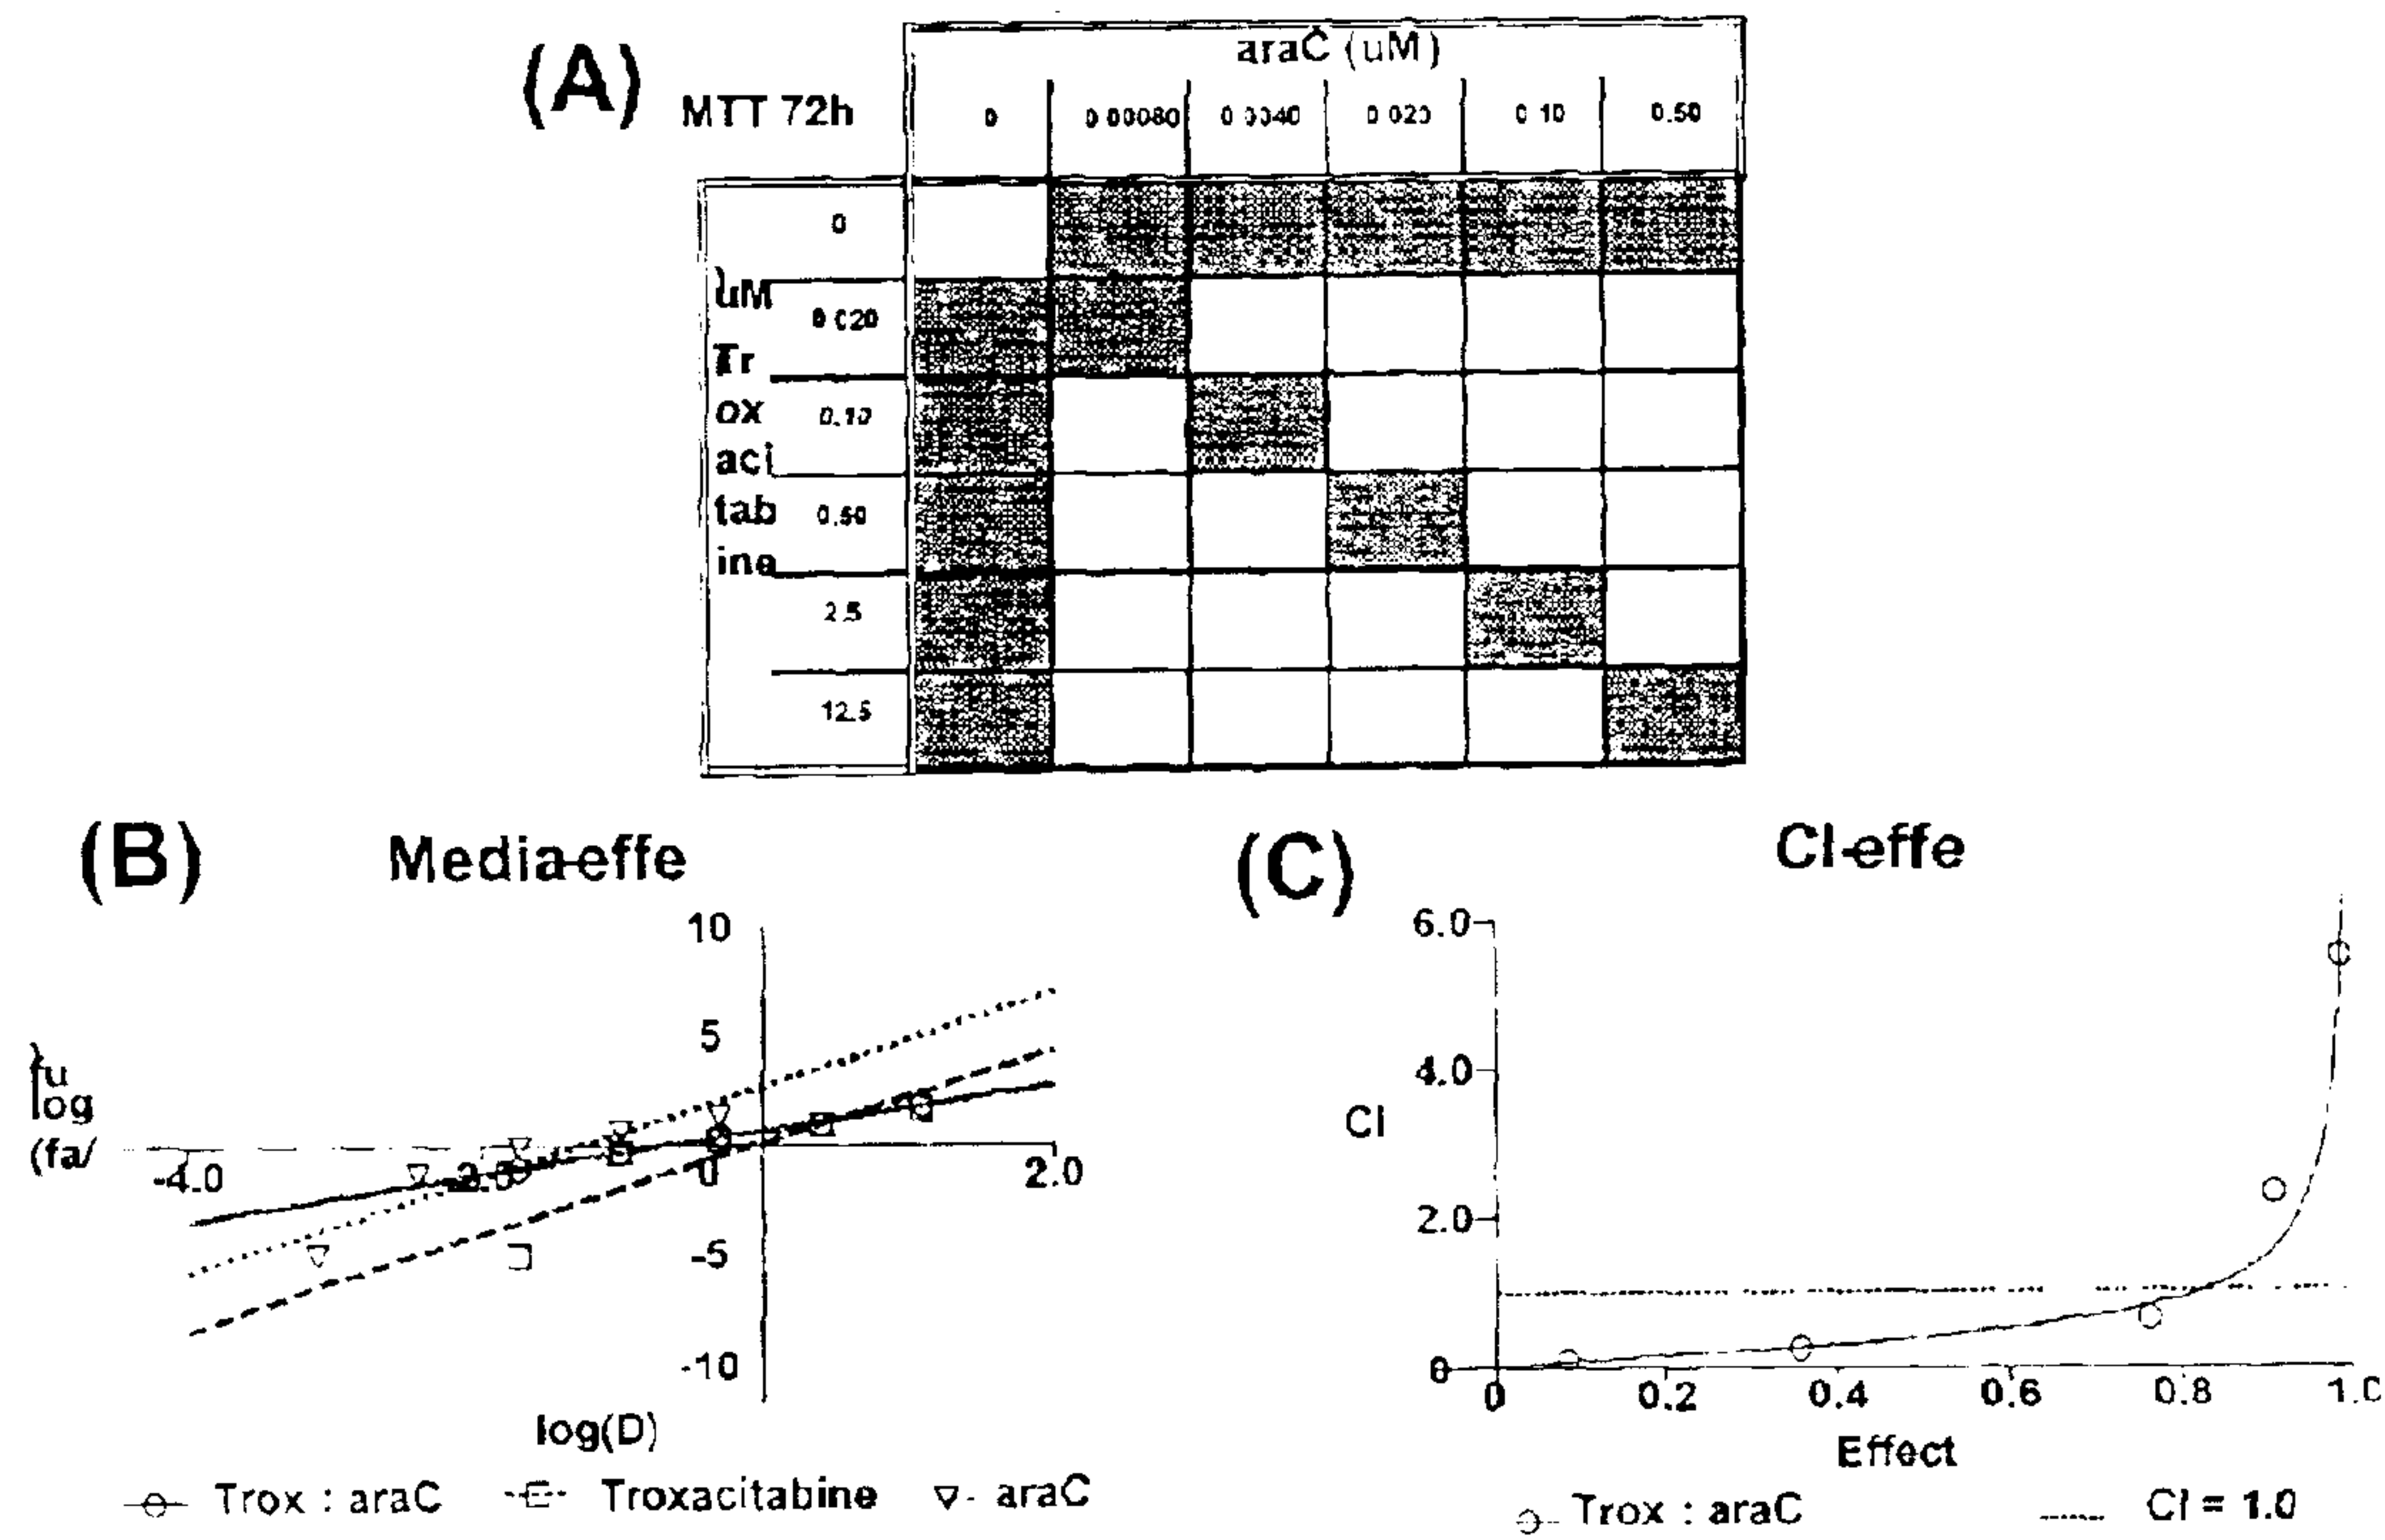 (A)
araC (uM)
MTT 72h
0
0 00080
0 0040
0 020
0 10
0.50
0
uM
0 020
Tr
ox
0.10
aci
tab
0.50
ine
2.5
12.5
(B)
Media-effe
10
5
fu
log
(fa/
-4.0
-2.0
0
2.0
-5
-10
log(D)
Trox : araC
Troxacitabine
araC
(C)
CI-effe
6.0
4.0
CI
2.0
0
0
0.2
0.4
0.6
0.8
1.0
Effect
Trox : araC
CI = 1.0